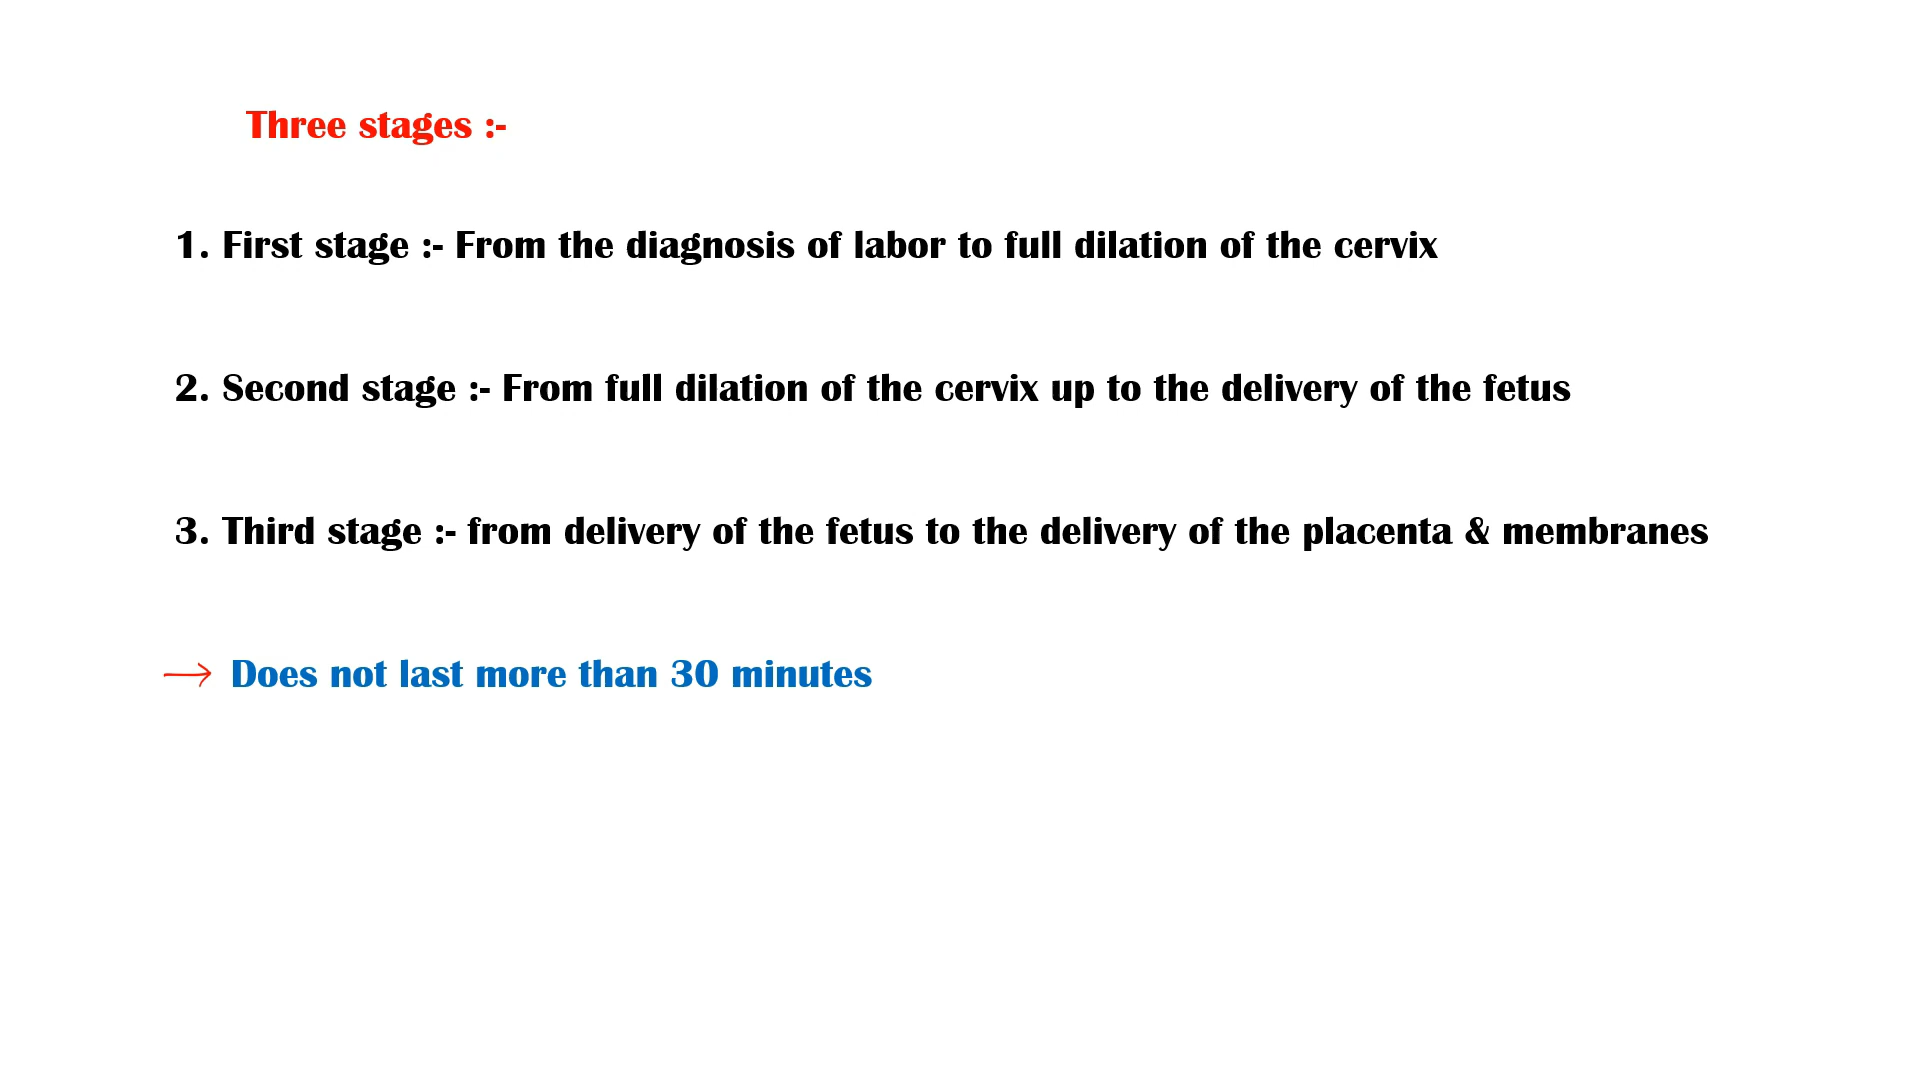 Three stages :-
1. First stage :- From the diagnosis of labor to full dilation of the cervix
2. Second stage :- From full dilation of the cervix up to the delivery of the fetus
3. Third stage :- from delivery of the fetus to the delivery of the placenta & membranes
→ Does not last more than 30 minutes